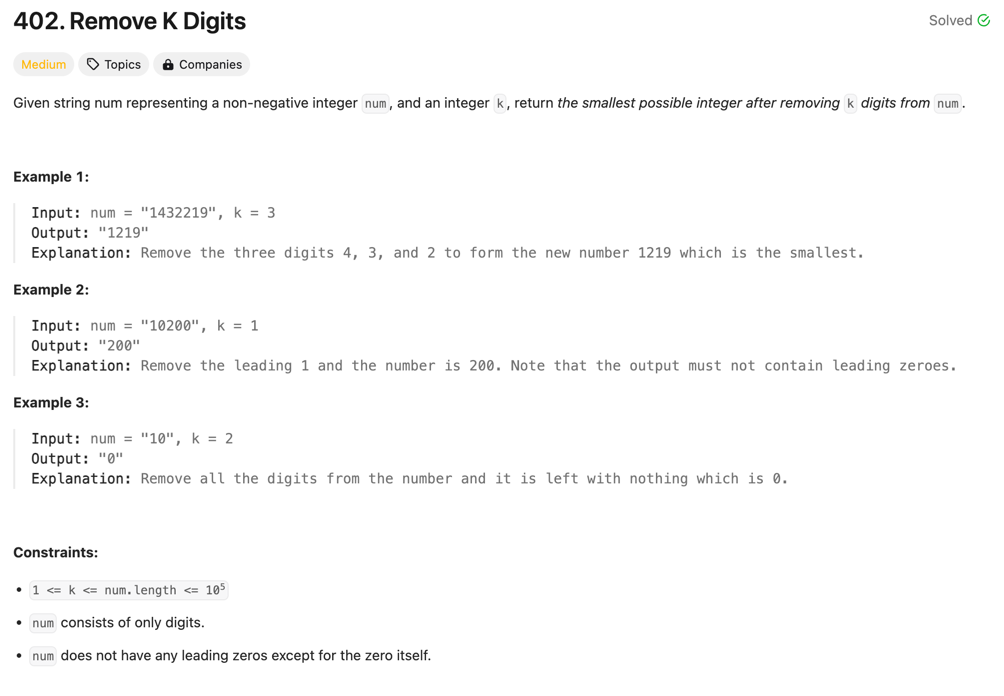 402. Remove K Digits
Solved
Medium
Topics
Companies
Given string num representing a non-negative integer num, and an integer k, return the smallest possible integer after removing k digits from num.
Example 1:
Input: num = "1432219", k = 3
Output: "1219"
Explanation: Remove the three digits 4, 3, and 2 to form the new number 1219 which is the smallest.
Example 2:
Input: num = "10200", k = 1
Output: "200"
Explanation: Remove the leading 1 and the number is 200. Note that the output must not contain leading zeroes.
Example 3:
Input: num = "10", k = 2
Output: "0"
Explanation: Remove all the digits from the number and it is left with nothing which is 0.
Constraints:
• 1 <= k <= num.length <= 10⁵
• num consists of only digits.
• num does not have any leading zeros except for the zero itself.